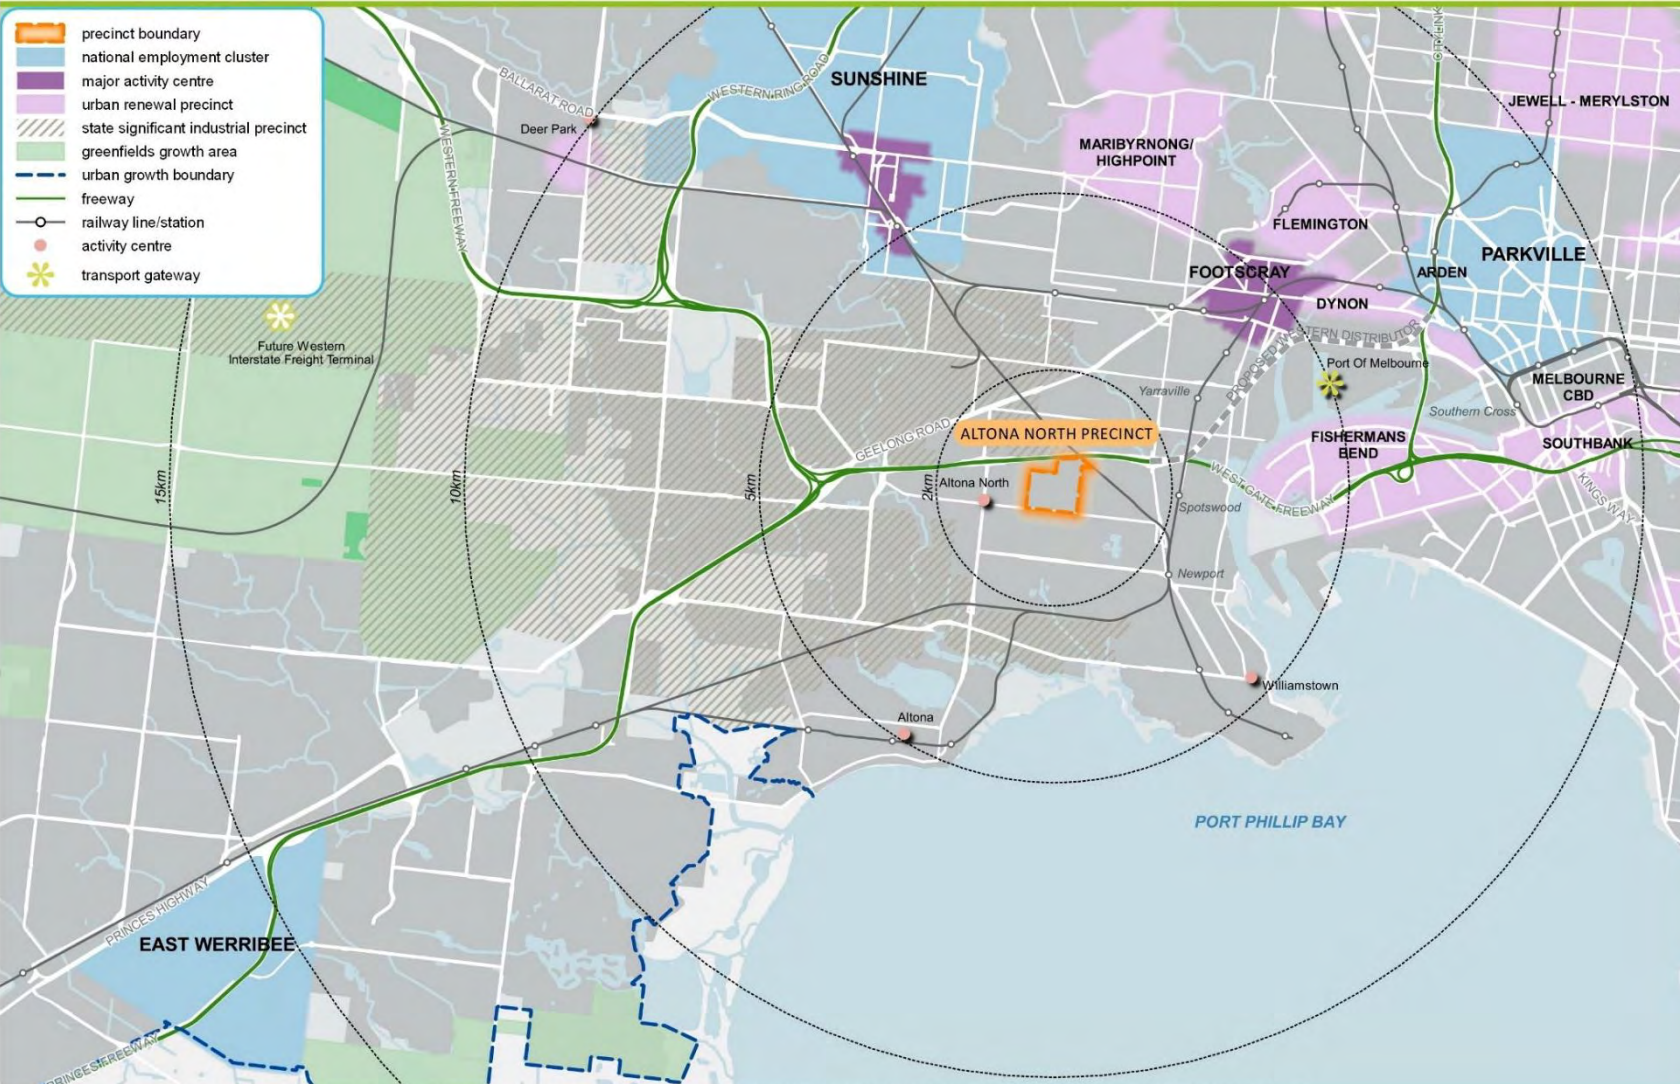 precinct boundary
national employment cluster
major activity centre
urban renewal precinct
state significant industrial precinct
greenfields growth area
urban growth boundary
freeway
railway line/station
activity centre
transport gateway
CITY LINK
SUNSHINE
BALLARAT ROAD
WESTERN RING ROAD
JEWELL - MERYLSTON
Deer Park
MARIBYRNONG/
HIGHPOINT
WESTERN FREEWAY
FLEMINGTON
PARKVILLE
FOOTSCRAY
ARDEN
DYNON
PROPOSED WESTERN DISTRIBUTOR
Future Western
Interstate Freight Terminal
Port Of Melbourne
MELBOURNE
CBD
Yarraville
Southern Cross
GEELONG ROAD
ALTONA NORTH PRECINCT
FISHERMANS
BEND
SOUTHBANK
15km
10km
5km
2km
Altona North
WEST GATE FREEWAY
KINGS WAY
Spotswood
Newport
Williamstown
Altona
PORT PHILLIP BAY
PRINCES HIGHWAY
EAST WERRIBEE
PRINCES FREEWAY